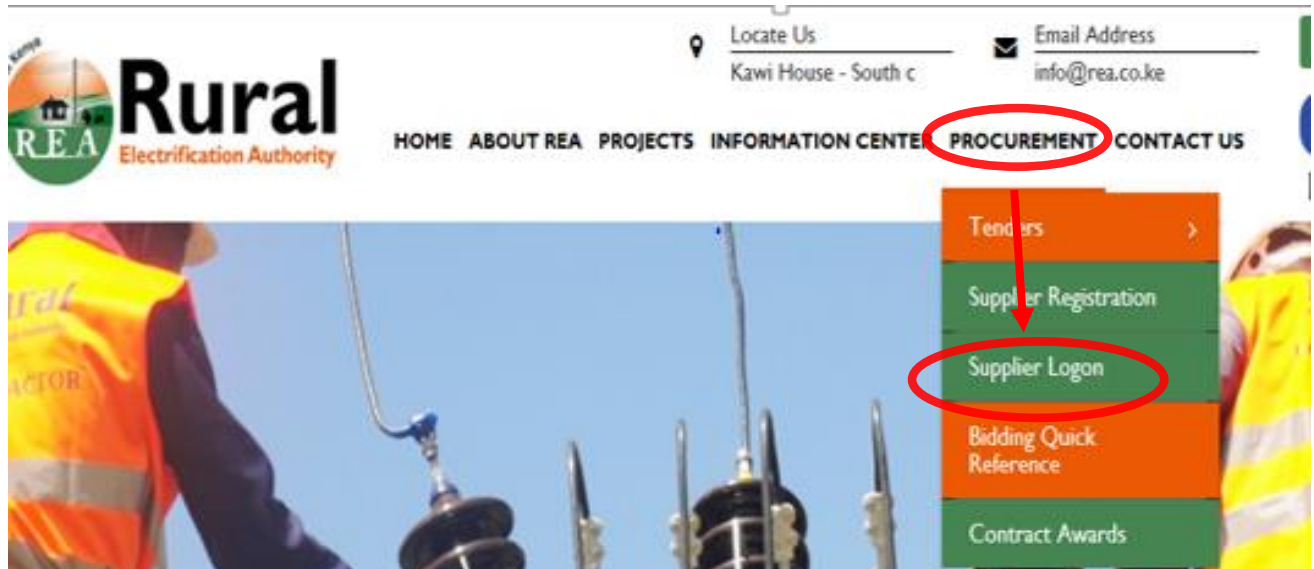 Locate Us
Kawi House - South c
Email Address
info@rea.co.ke
REA
Rural
Electrification Authority
HOME ABOUT REA PROJECTS INFORMATION CENTER PROCUREMENT CONTACT US
Tenders
Supplier Registration
Supplier Logon
Bidding Quick
Reference
Contract Awards